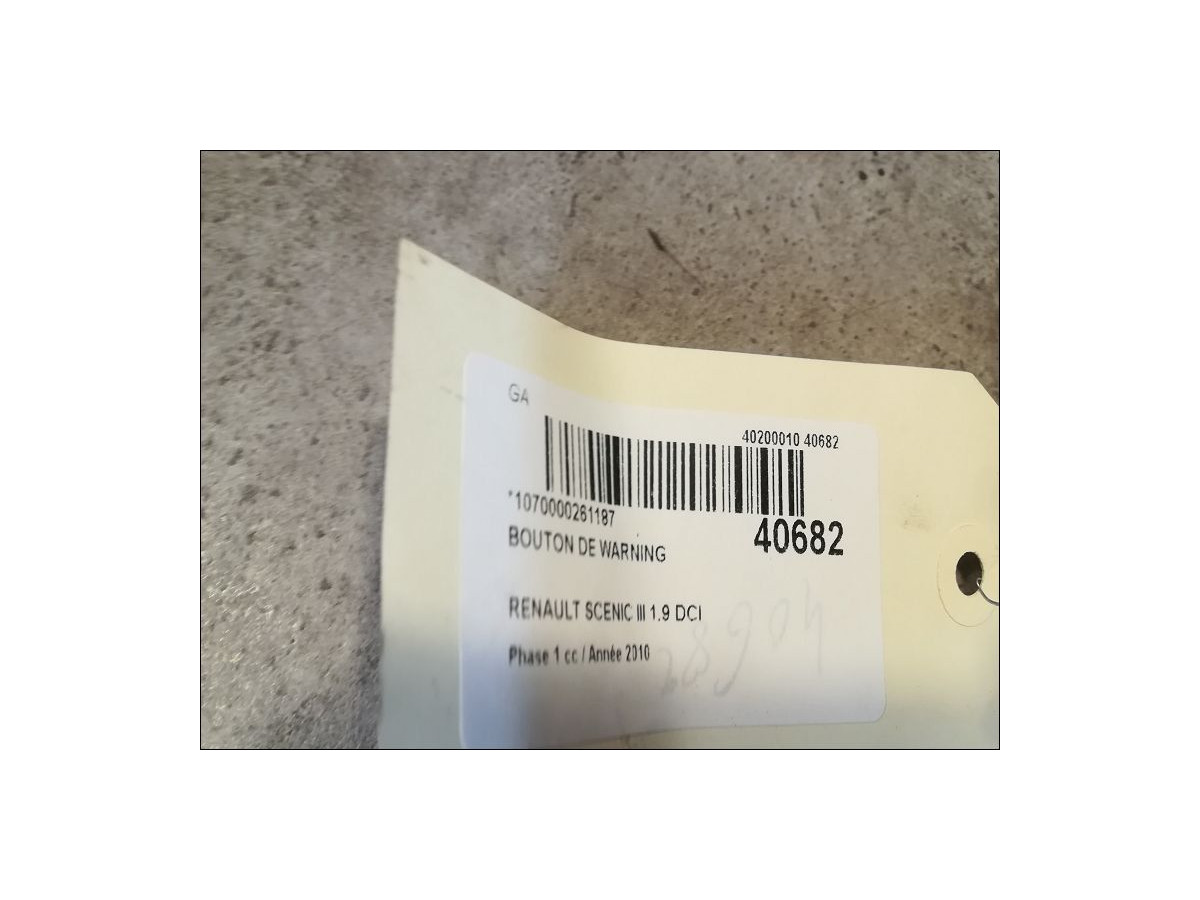 GA
40200010 40682
*1070000261187
40682
BOUTON DE WARNING
RENAULT SCENIC III 1.9 DCI
Phase 1 cc / Année 2010